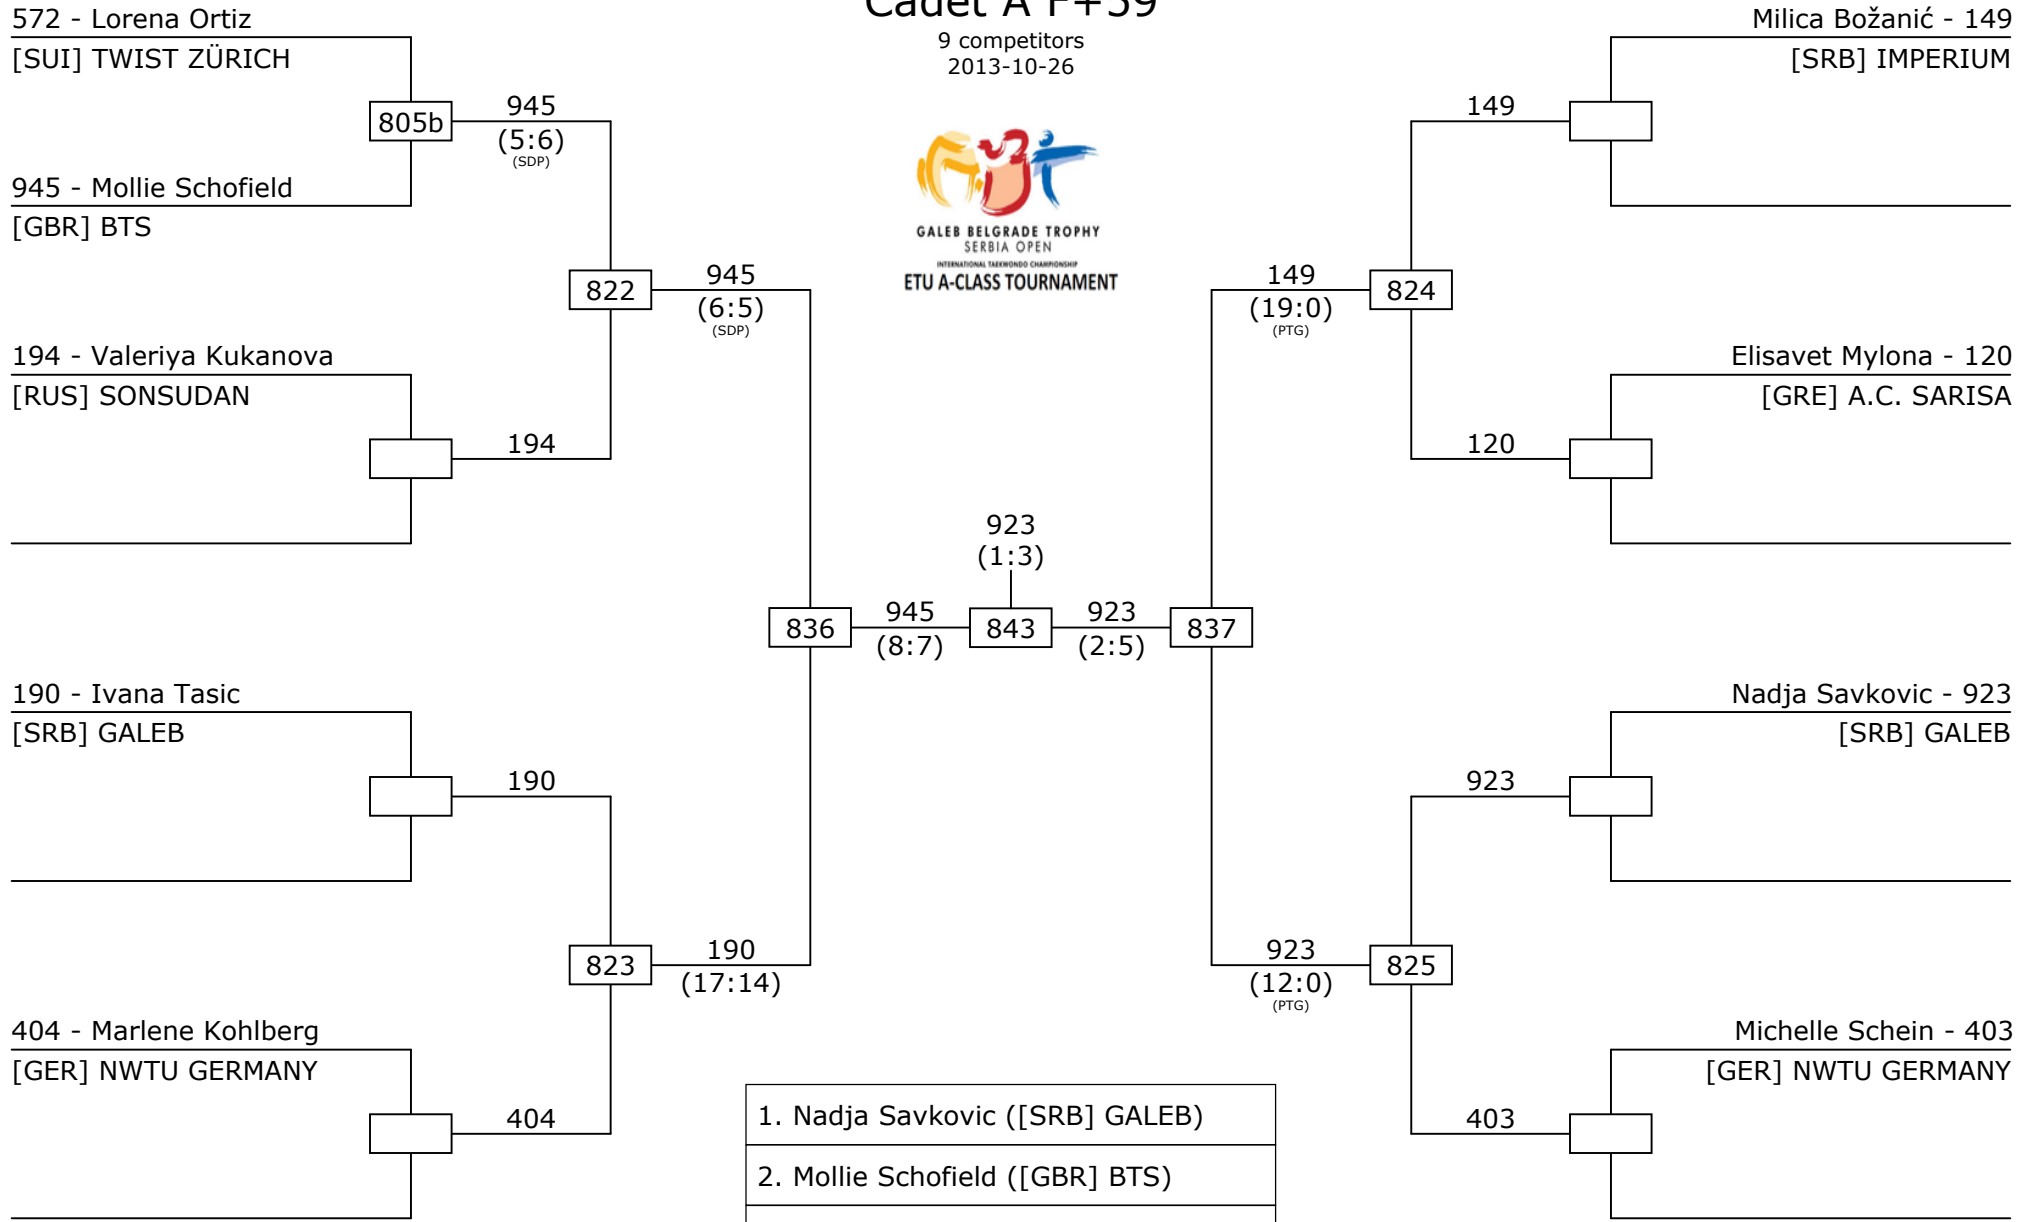 Cadet A F+59
9 competitors
2013-10-26
GALEB BELGRADE TROPHY
SERBIA OPEN
INTERNATIONAL TAEKWONDO CHAMPIONSHIP
ETU A-CLASS TOURNAMENT
572 - Lorena Ortiz
[SUI] TWIST ZÜRICH
805b
945
(5:6)
(SDP)
945 - Mollie Schofield
[GBR] BTS
822
945
(6:5)
(SDP)
194 - Valeriya Kukanova
[RUS] SONSUDAN
194
190 - Ivana Tasic
[SRB] GALEB
190
823
190
(17:14)
404 - Marlene Kohlberg
[GER] NWTU GERMANY
404
836
945
(8:7)
923
(1:3)
843
923
(2:5)
837
Milica Božanić - 149
[SRB] IMPERIUM
149
149
(19:0)
(PTG)
824
Elisavet Mylona - 120
[GRE] A.C. SARISA
120
Nadja Savkovic - 923
[SRB] GALEB
923
923
(12:0)
(PTG)
825
Michelle Schein - 403
[GER] NWTU GERMANY
403
1. Nadja Savkovic ([SRB] GALEB)
2. Mollie Schofield ([GBR] BTS)